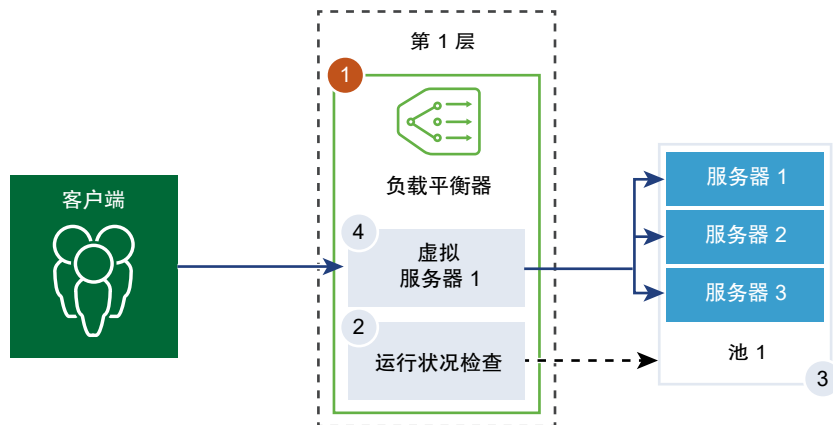 第 1 层
1
负载平衡器
客户端
4
虚拟
服务器 1
2
运行状况检查
服务器 1
服务器 2
服务器 3
池 1
3